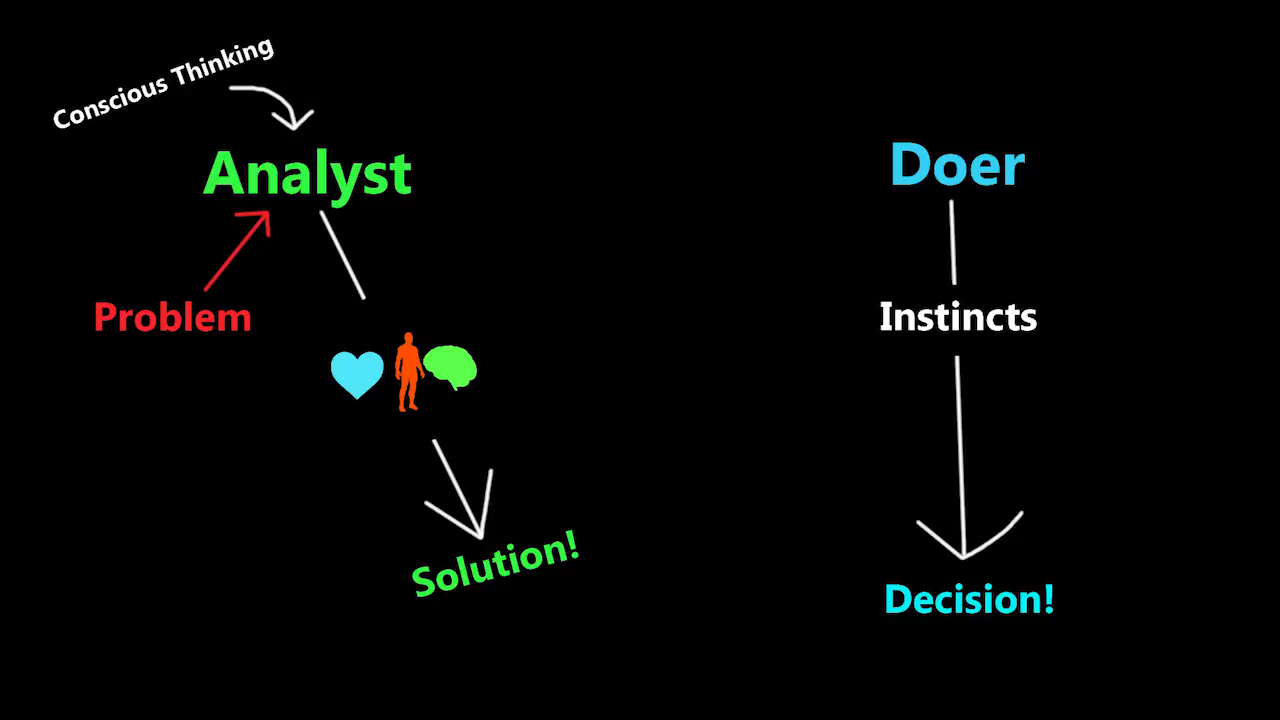 Conscious Thinking
Analyst
Problem
Solution!
Doer
Instincts
Decision!